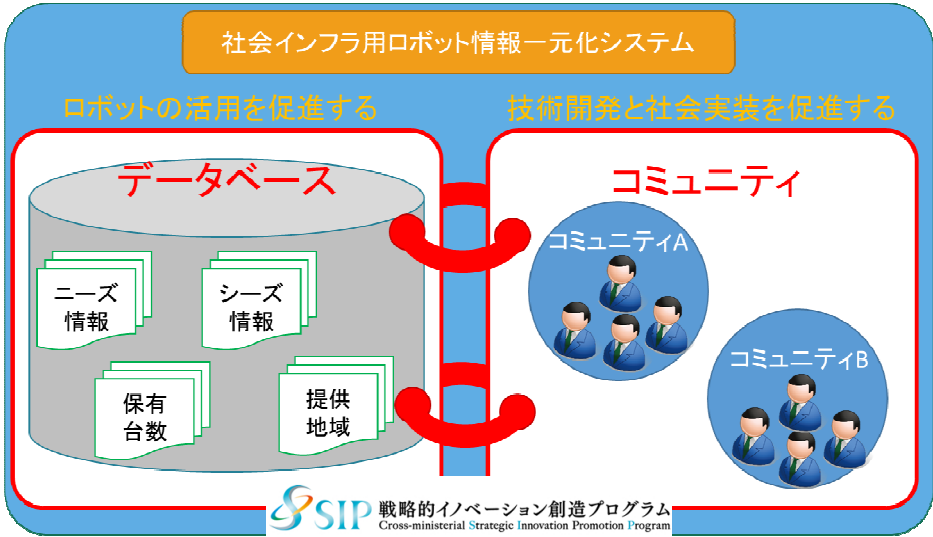 社会インフラ用ロボット情報一元化システム
ロボットの活用を促進する
技術開発と社会実装を促進する
データベース
ニーズ
情報
シーズ
情報
保有
台数
提供
地域
コミュニティ
コミュニティA
コミュニティB
SIP 戦略的イノベーション創造プログラム
Cross-ministerial Strategic Innovation Promotion Program